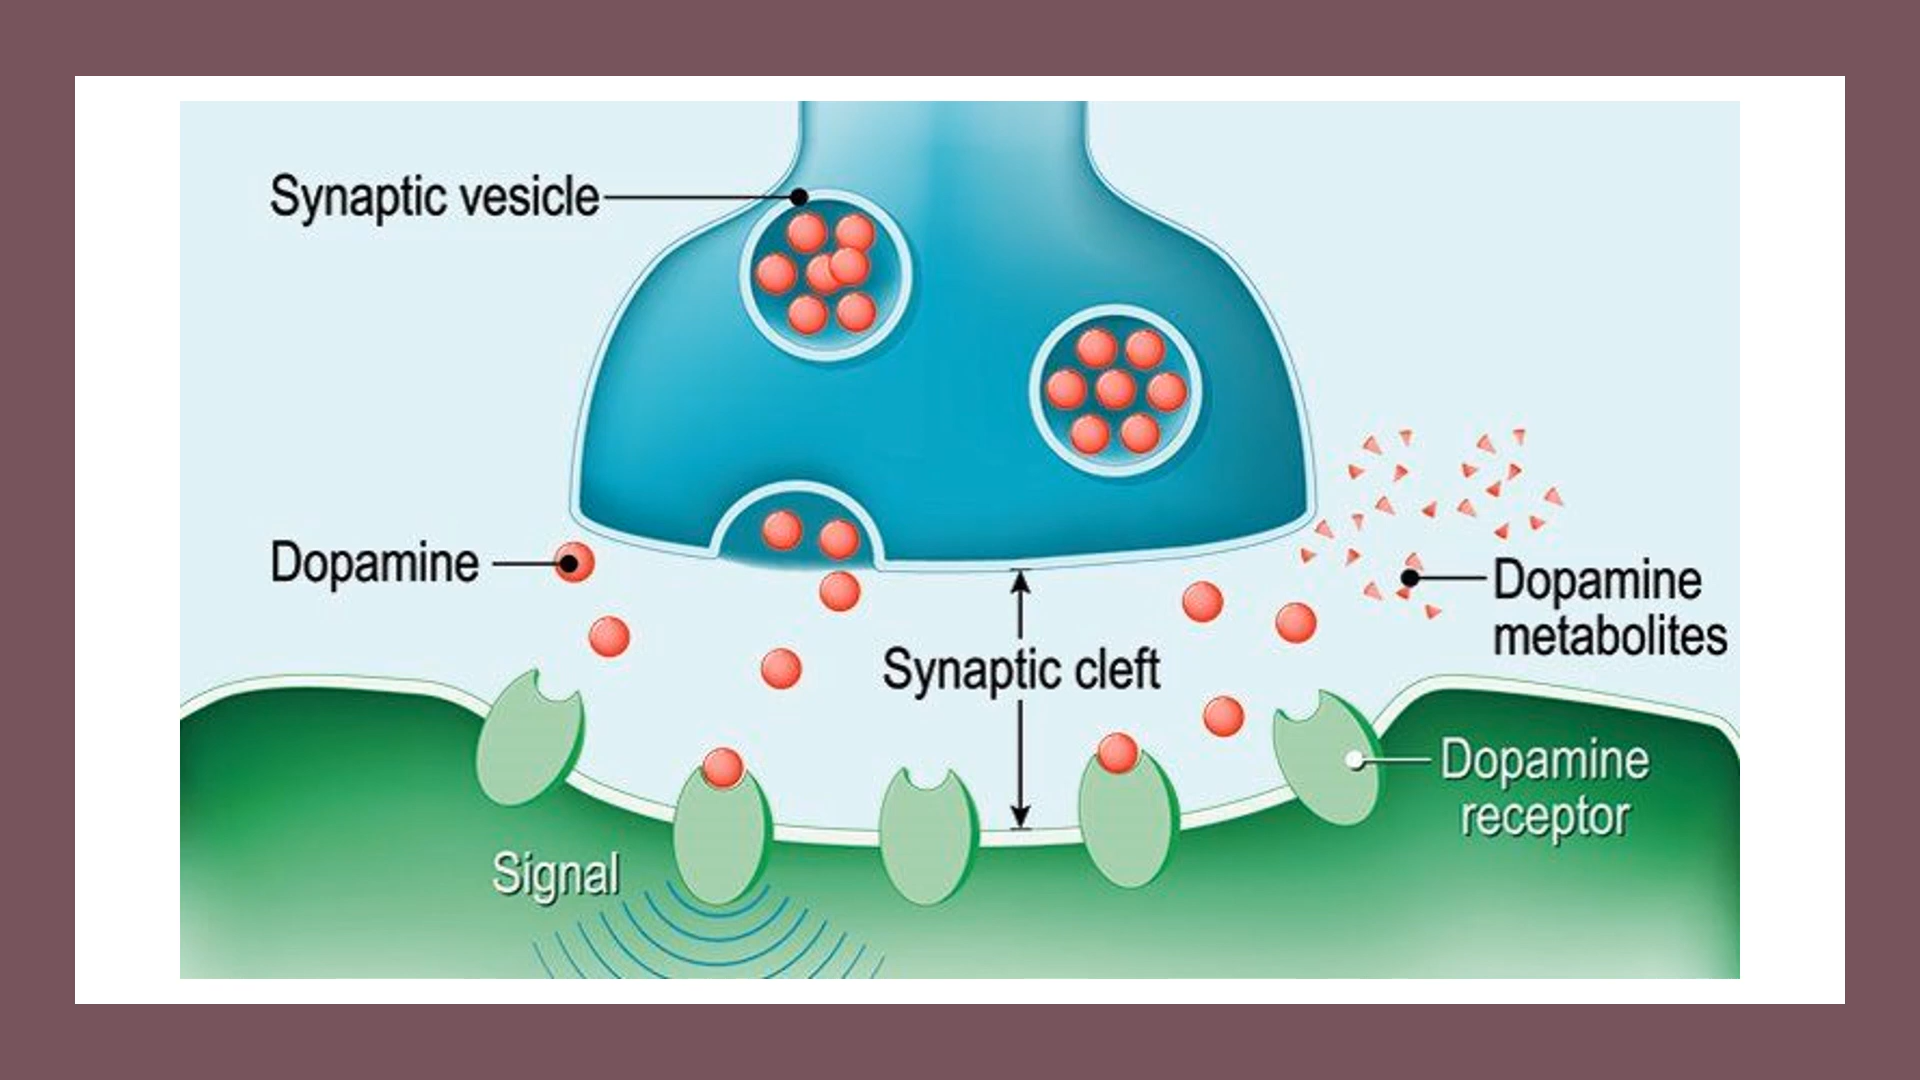 Synaptic vesicle
Dopamine
Dopamine
metabolites
Synaptic cleft
Dopamine
receptor
Signal